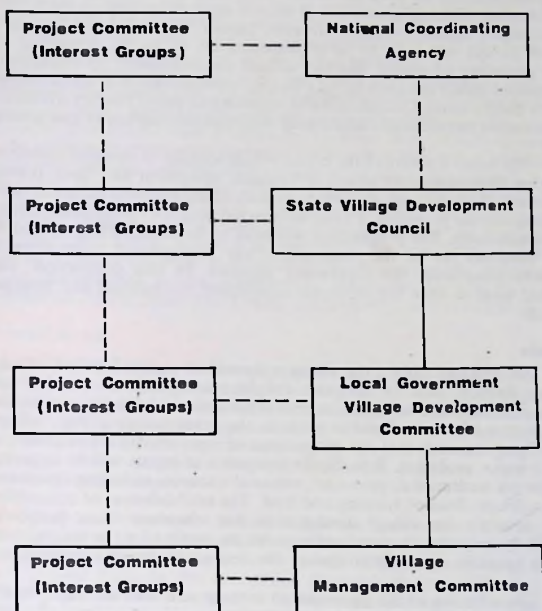 Project Committee
(Interest Groups)
National Coordinating
Agency
Project Committee
(Interest Groups)
State Village Development
Council
Project Committee
(Interest Groups)
Local Government
Village Development
Committee
Project Committee
(Interest Groups)
Village
Management Committee